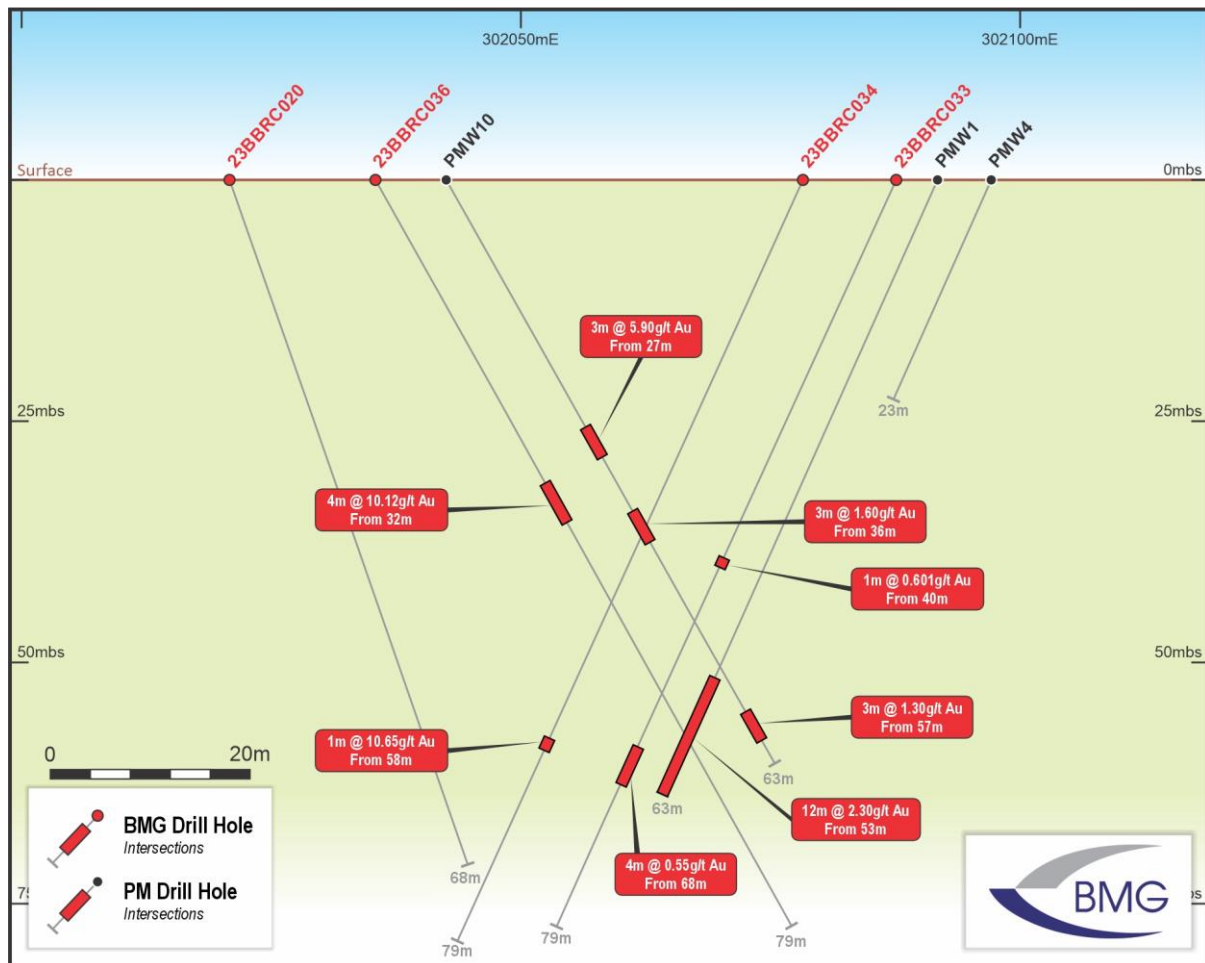 302050mE
302100mE
23BBRC020
23BBRC036
PMW10
23BBRC034
23BBRC033
PMW1
PMW4
Surface
0mbs
3m @ 5.90g/t Au
From 27m
23m
25mbs
25mbs
4m @ 10.12g/t Au
From 32m
3m @ 1.60g/t Au
From 36m
1m @ 0.601g/t Au
From 40m
50mbs
50mbs
3m @ 1.30g/t Au
From 57m
1m @ 10.65g/t Au
From 58m
63m
63m
12m @ 2.30g/t Au
From 53m
4m @ 0.55g/t Au
From 68m
68m
79m
79m
79m
0
20m
BMG Drill Hole
Intersections
PM Drill Hole
Intersections
BMG